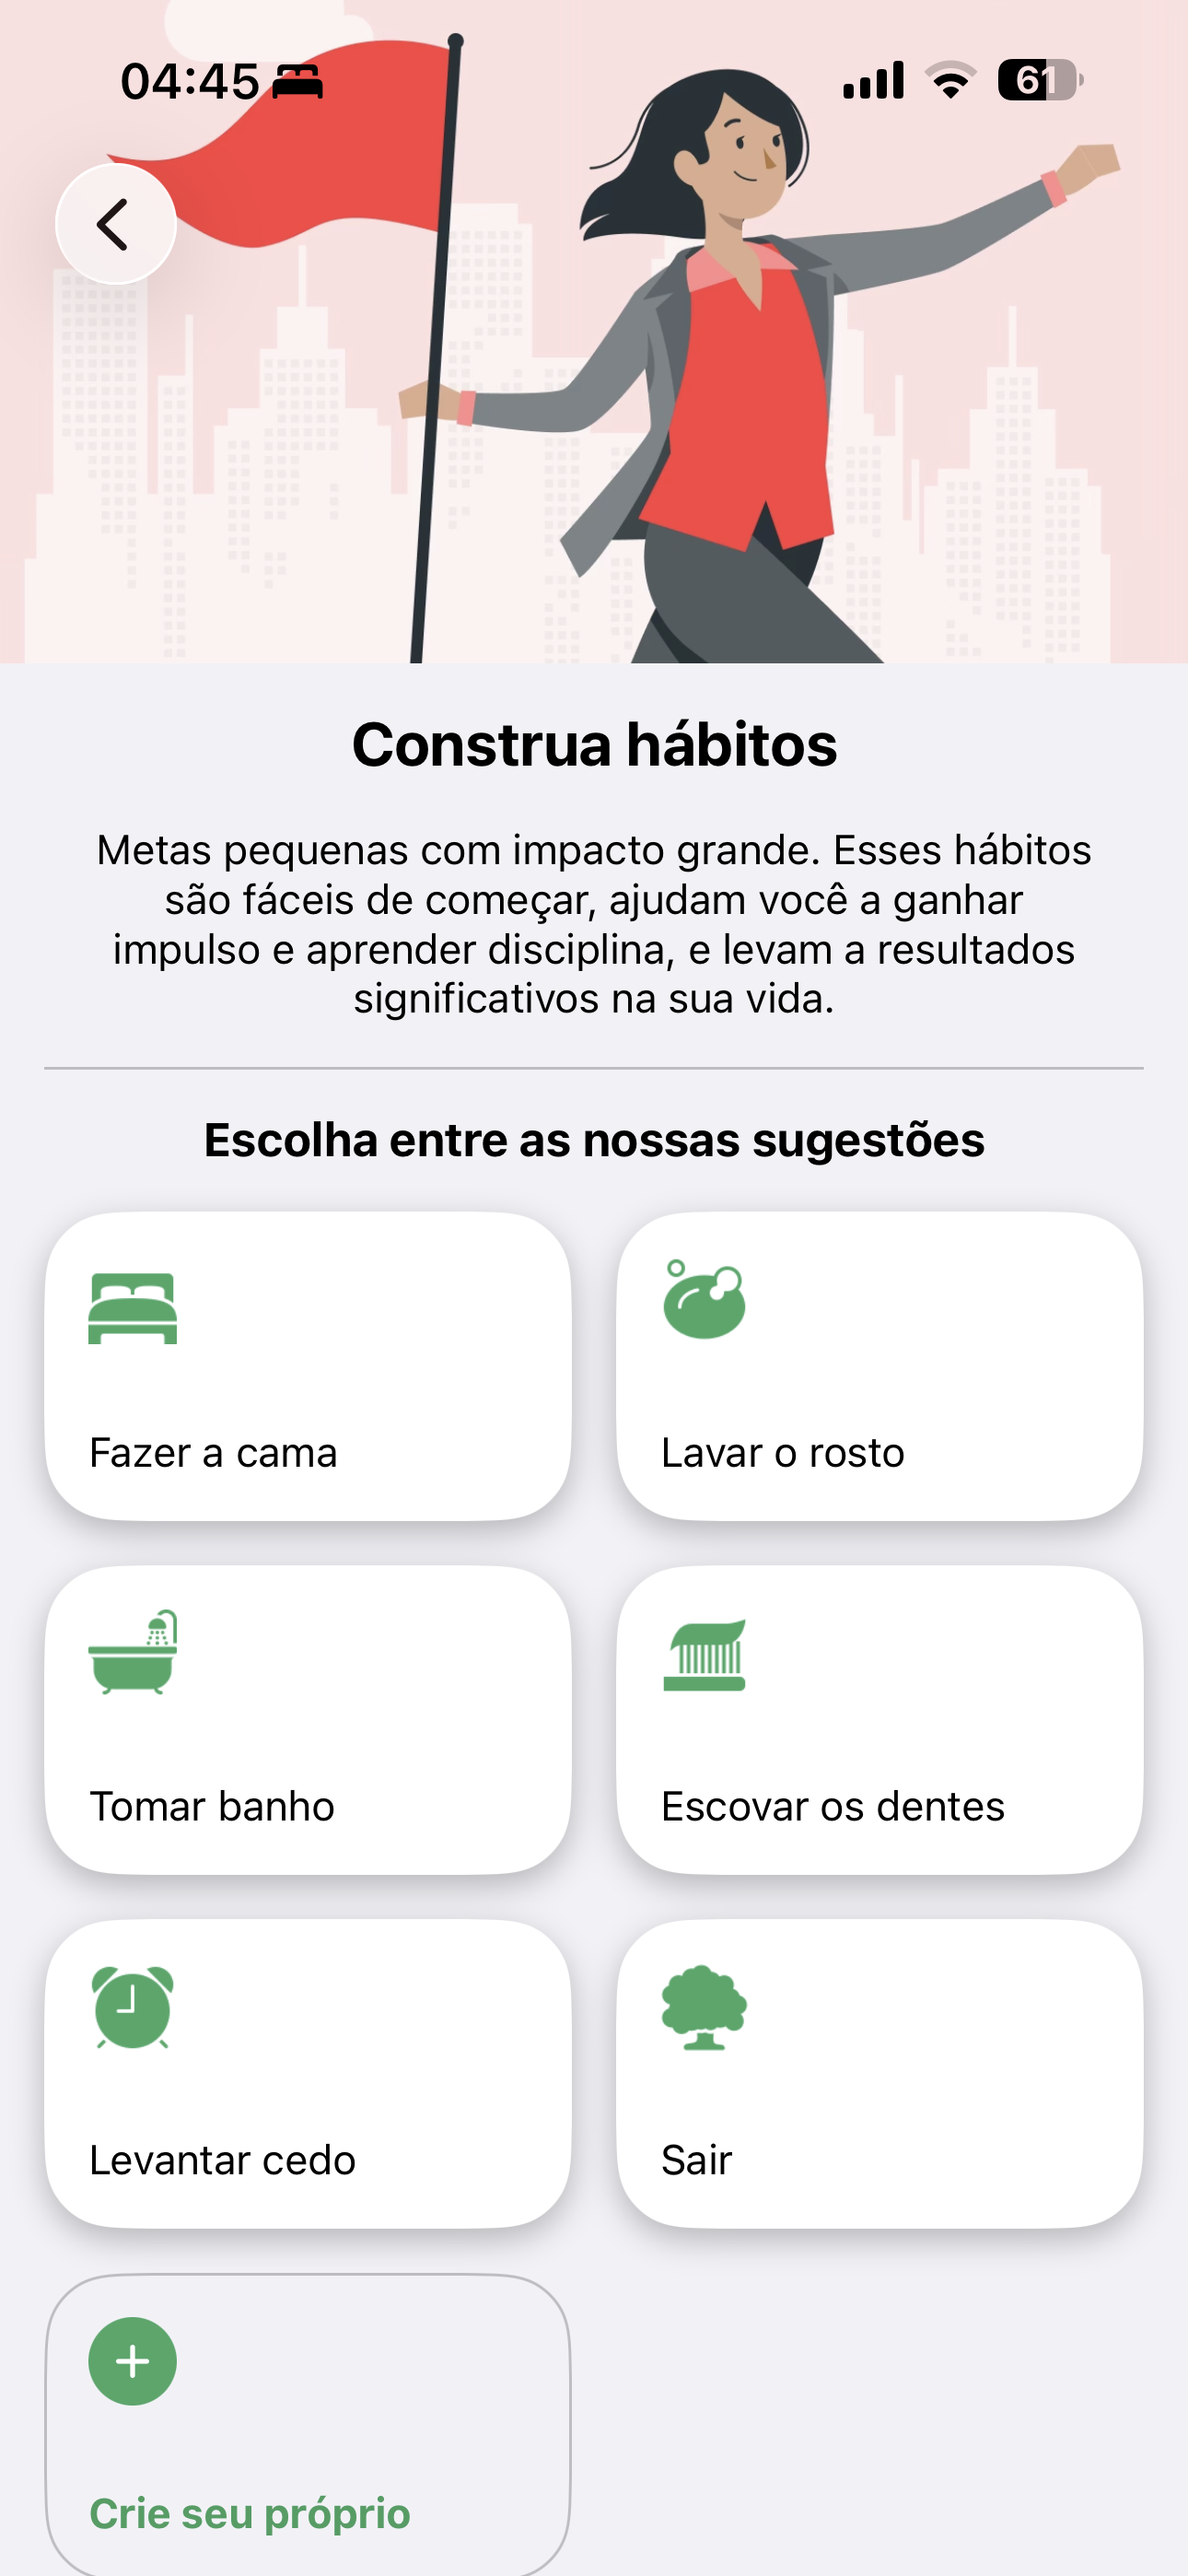 04:45
61
Construa hábitos
Metas pequenas com impacto grande. Esses hábitos
são fáceis de começar, ajudam você a ganhar
impulso e aprender disciplina, e levam a resultados
significativos na sua vida.
Escolha entre as nossas sugestões
Fazer a cama
Lavar o rosto
Tomar banho
Escovar os dentes
Levantar cedo
Sair
Crie seu próprio